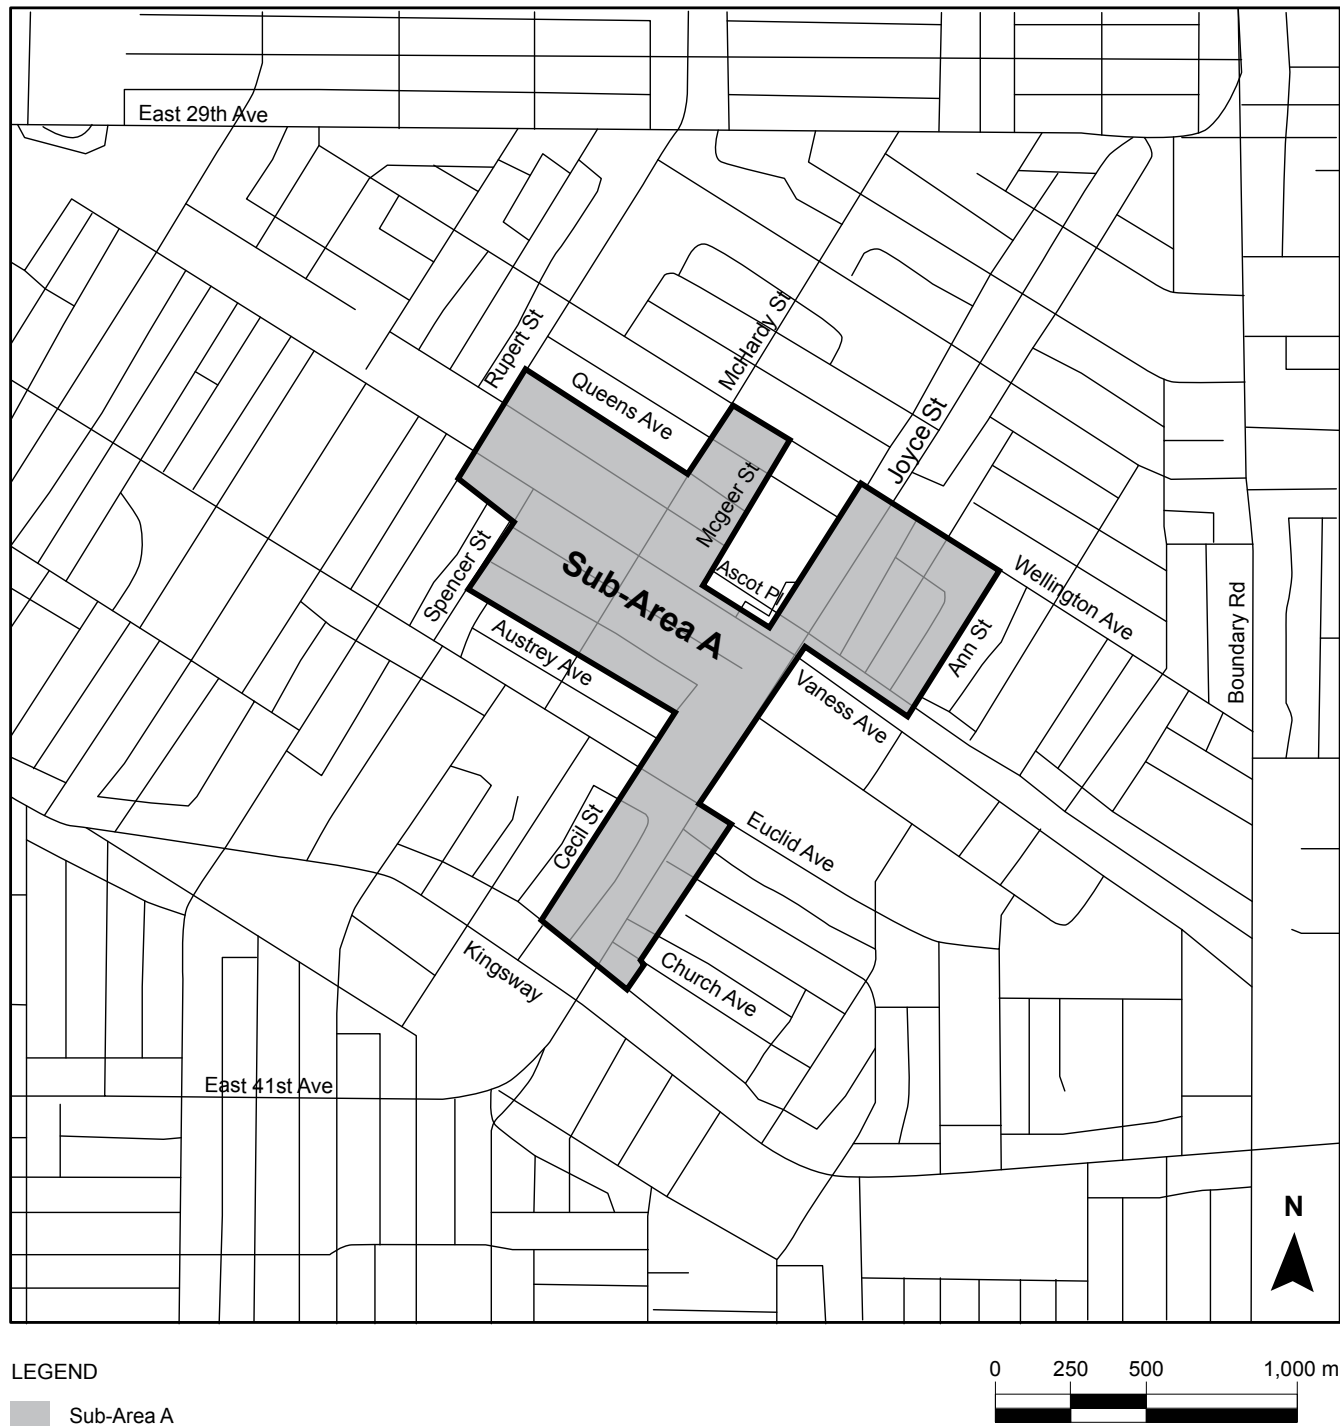 East 29th Ave
Rupert St
McHardy St
Queens Ave
Joyce St
Mcgeer St
Spencer St
Sub-Area A
Ascot Pl
Wellington Ave
Austrey Ave
Ann St
Boundary Rd
Vaness Ave
Cecil St
Euclid Ave
Kingsway
Church Ave
East 41st Ave
N
LEGEND
Sub-Area A
0 250 500 1,000 m